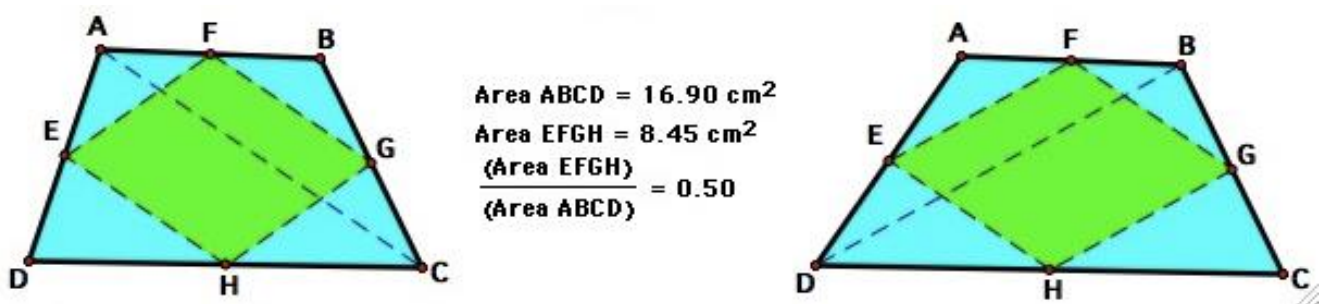 A F B
E G
D H C
Area ABCD = 16.90 cm²
Area EFGH = 8.45 cm²
(Area EFGH)
(Area ABCD) = 0.50
A F B
E G
D H C